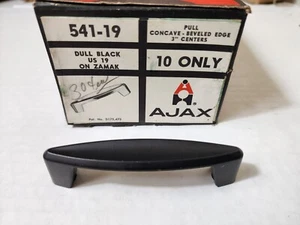 541-19
PULL
CONCAVE - BEVELED EDGE
3" CENTERS
DULL BLACK
US 19
ON ZAMAK
10 ONLY
AJAX